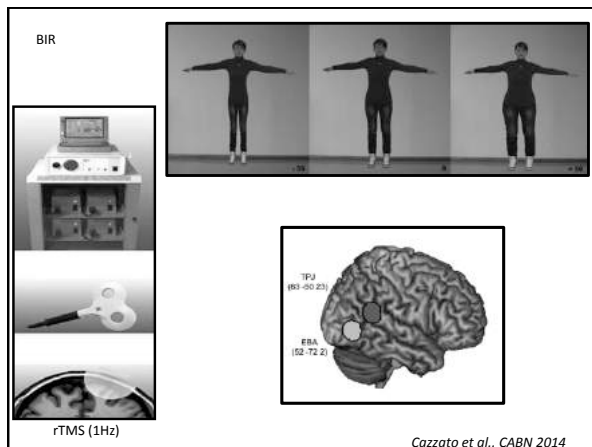 BIR
TPJ
(63 -50 23)
EBA
(52 -72 2)
rTMS (1Hz)
Cazzato et al., CABN 2014